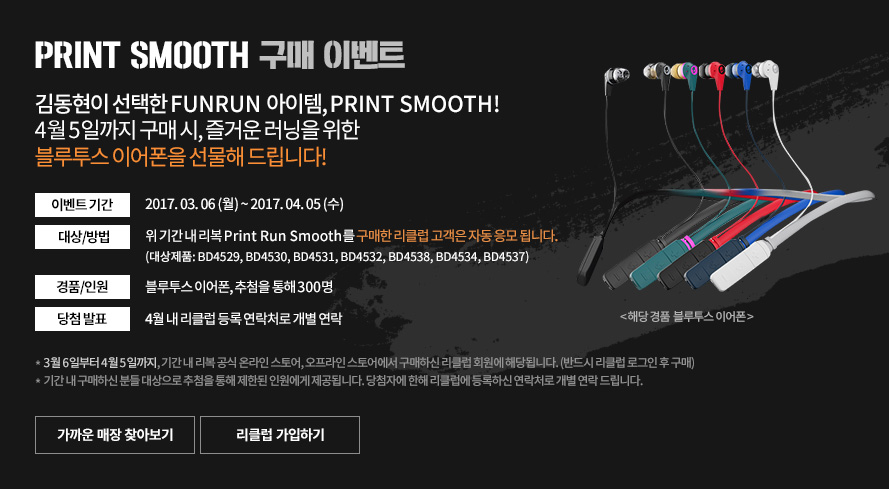 PRINT SMOOTH 구매 이벤트
김동현이 선택한 FUNRUN 아이템, PRINT SMOOTH!
4월 5일까지 구매 시, 즐거운 러닝을 위한
블루투스 이어폰을 선물해 드립니다!
이벤트 기간 2017. 03. 06 (월) ~ 2017. 04. 05 (수)
대상/방법 위 기간 내 리복 Print Run Smooth를 구매한 리클럽 고객은 자동 응모 됩니다.
(대상제품: BD4529, BD4530, BD4531, BD4532, BD4538, BD4534, BD4537)
경품/인원 블루투스 이어폰, 추첨을 통해 300명
당첨 발표 4월 내 리클럽 등록 연락처로 개별 연락
<해당 경품 블루투스 이어폰>
* 3월 6일부터 4월 5일까지, 기간 내 리복 공식 온라인 스토어, 오프라인 스토어에서 구매하신 리클럽 회원에 해당됩니다. (반드시 리클럽 로그인 후 구매)
* 기간 내 구매하신 분들 대상으로 추첨을 통해 제한된 인원에게 제공됩니다. 당첨자에 한해 리클럽에 등록하신 연락처로 개별 연락 드립니다.
가까운 매장 찾아보기 리클럽 가입하기